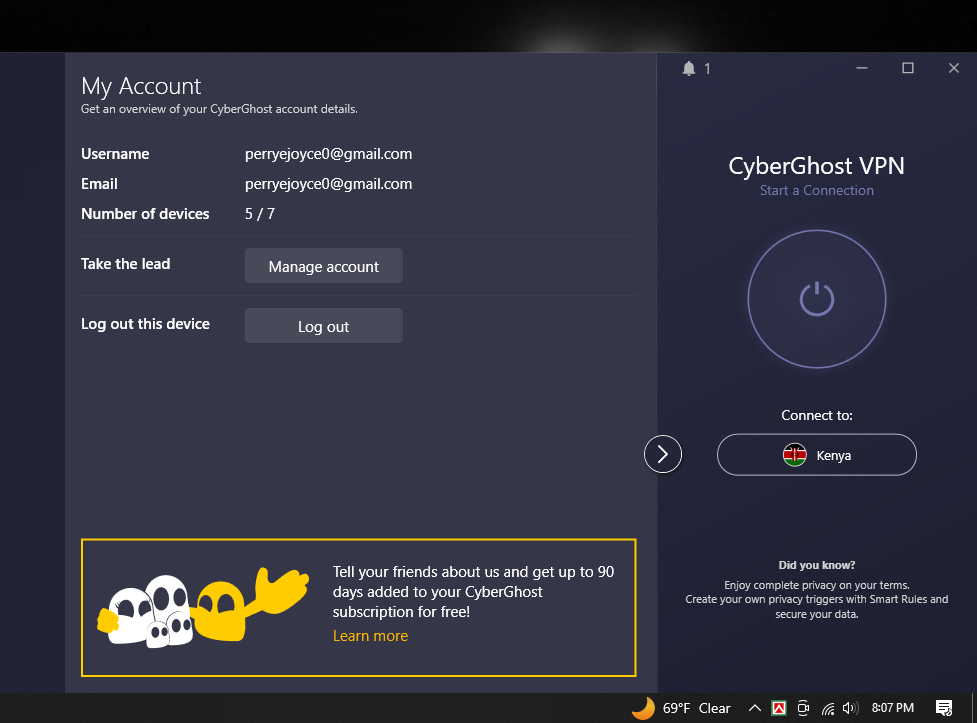 My Account
Get an overview of your CyberGhost account details.
Username perryejoyce0@gmail.com
Email perryejoyce0@gmail.com
Number of devices 5 / 7
Take the lead Manage account
Log out this device Log out
Tell your friends about us and get up to 90
days added to your CyberGhost
subscription for free!
Learn more
1
CyberGhost VPN
Start a Connection
Connect to:
Kenya
Did you know?
Enjoy complete privacy on your terms.
Create your own privacy triggers with Smart Rules and
secure your data.
69°F Clear 8:07 PM